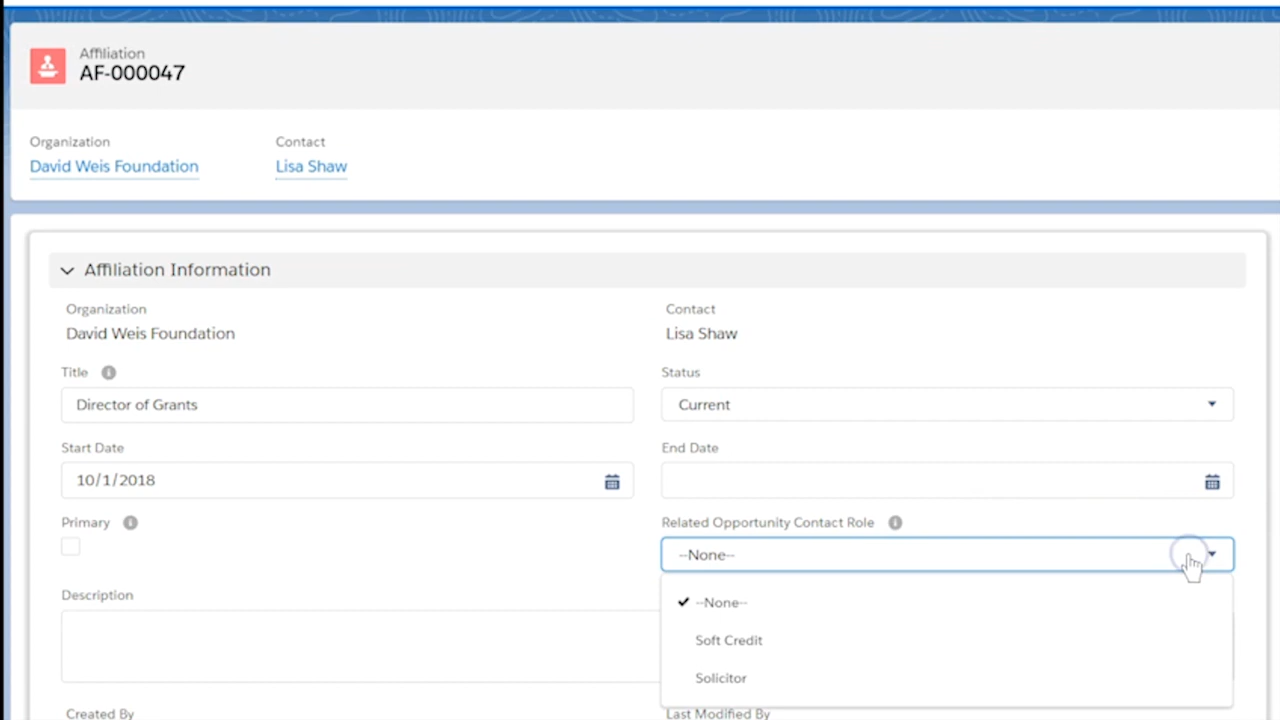 Affiliation
AF-000047
Organization
Contact
David Weis Foundation
Lisa Shaw
Affiliation Information
Organization
Contact
David Weis Foundation
Lisa Shaw
Title
Status
Director of Grants
Current
Start Date
End Date
10/1/2018
Primary
Related Opportunity Contact Role
--None--
Description
--None--
Soft Credit
Solicitor
Created By
Last Modified By